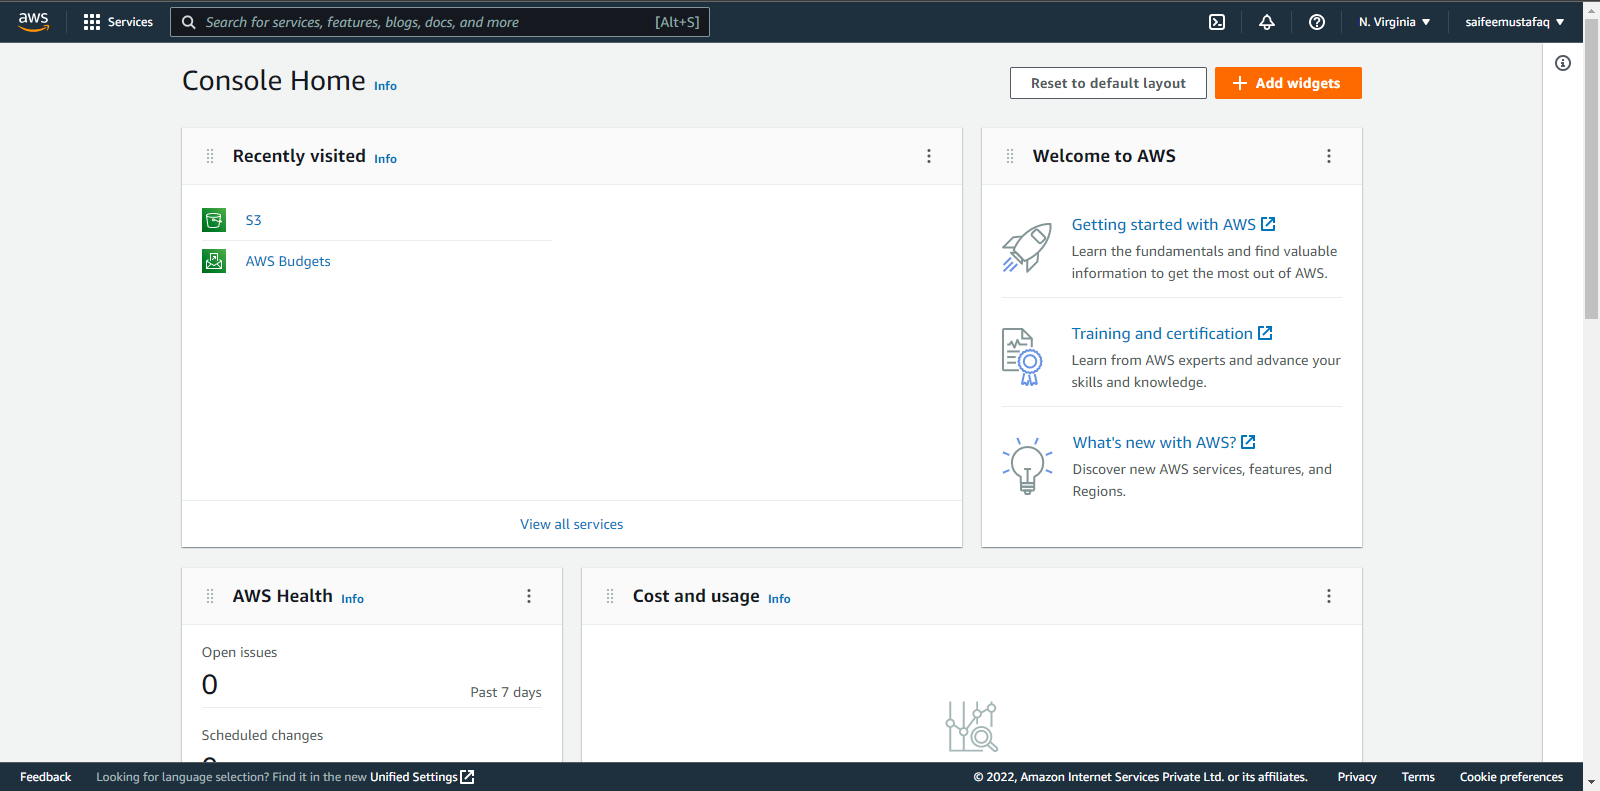 aws
Services
Search for services, features, blogs, docs, and more [Alt+S]
N. Virginia
saifeemustafaq
Console Home Info
Reset to default layout
Add widgets
Recently visited Info
S3
AWS Budgets
View all services
Welcome to AWS
Getting started with AWS
Learn the fundamentals and find valuable
information to get the most out of AWS.
Training and certification
Learn from AWS experts and advance your
skills and knowledge.
What's new with AWS?
Discover new AWS services, features, and
Regions.
AWS Health Info
Open issues
0
Past 7 days
Scheduled changes
Cost and usage Info
Feedback
Looking for language selection? Find it in the new Unified Settings
© 2022, Amazon Internet Services Private Ltd. or its affiliates.
Privacy
Terms
Cookie preferences